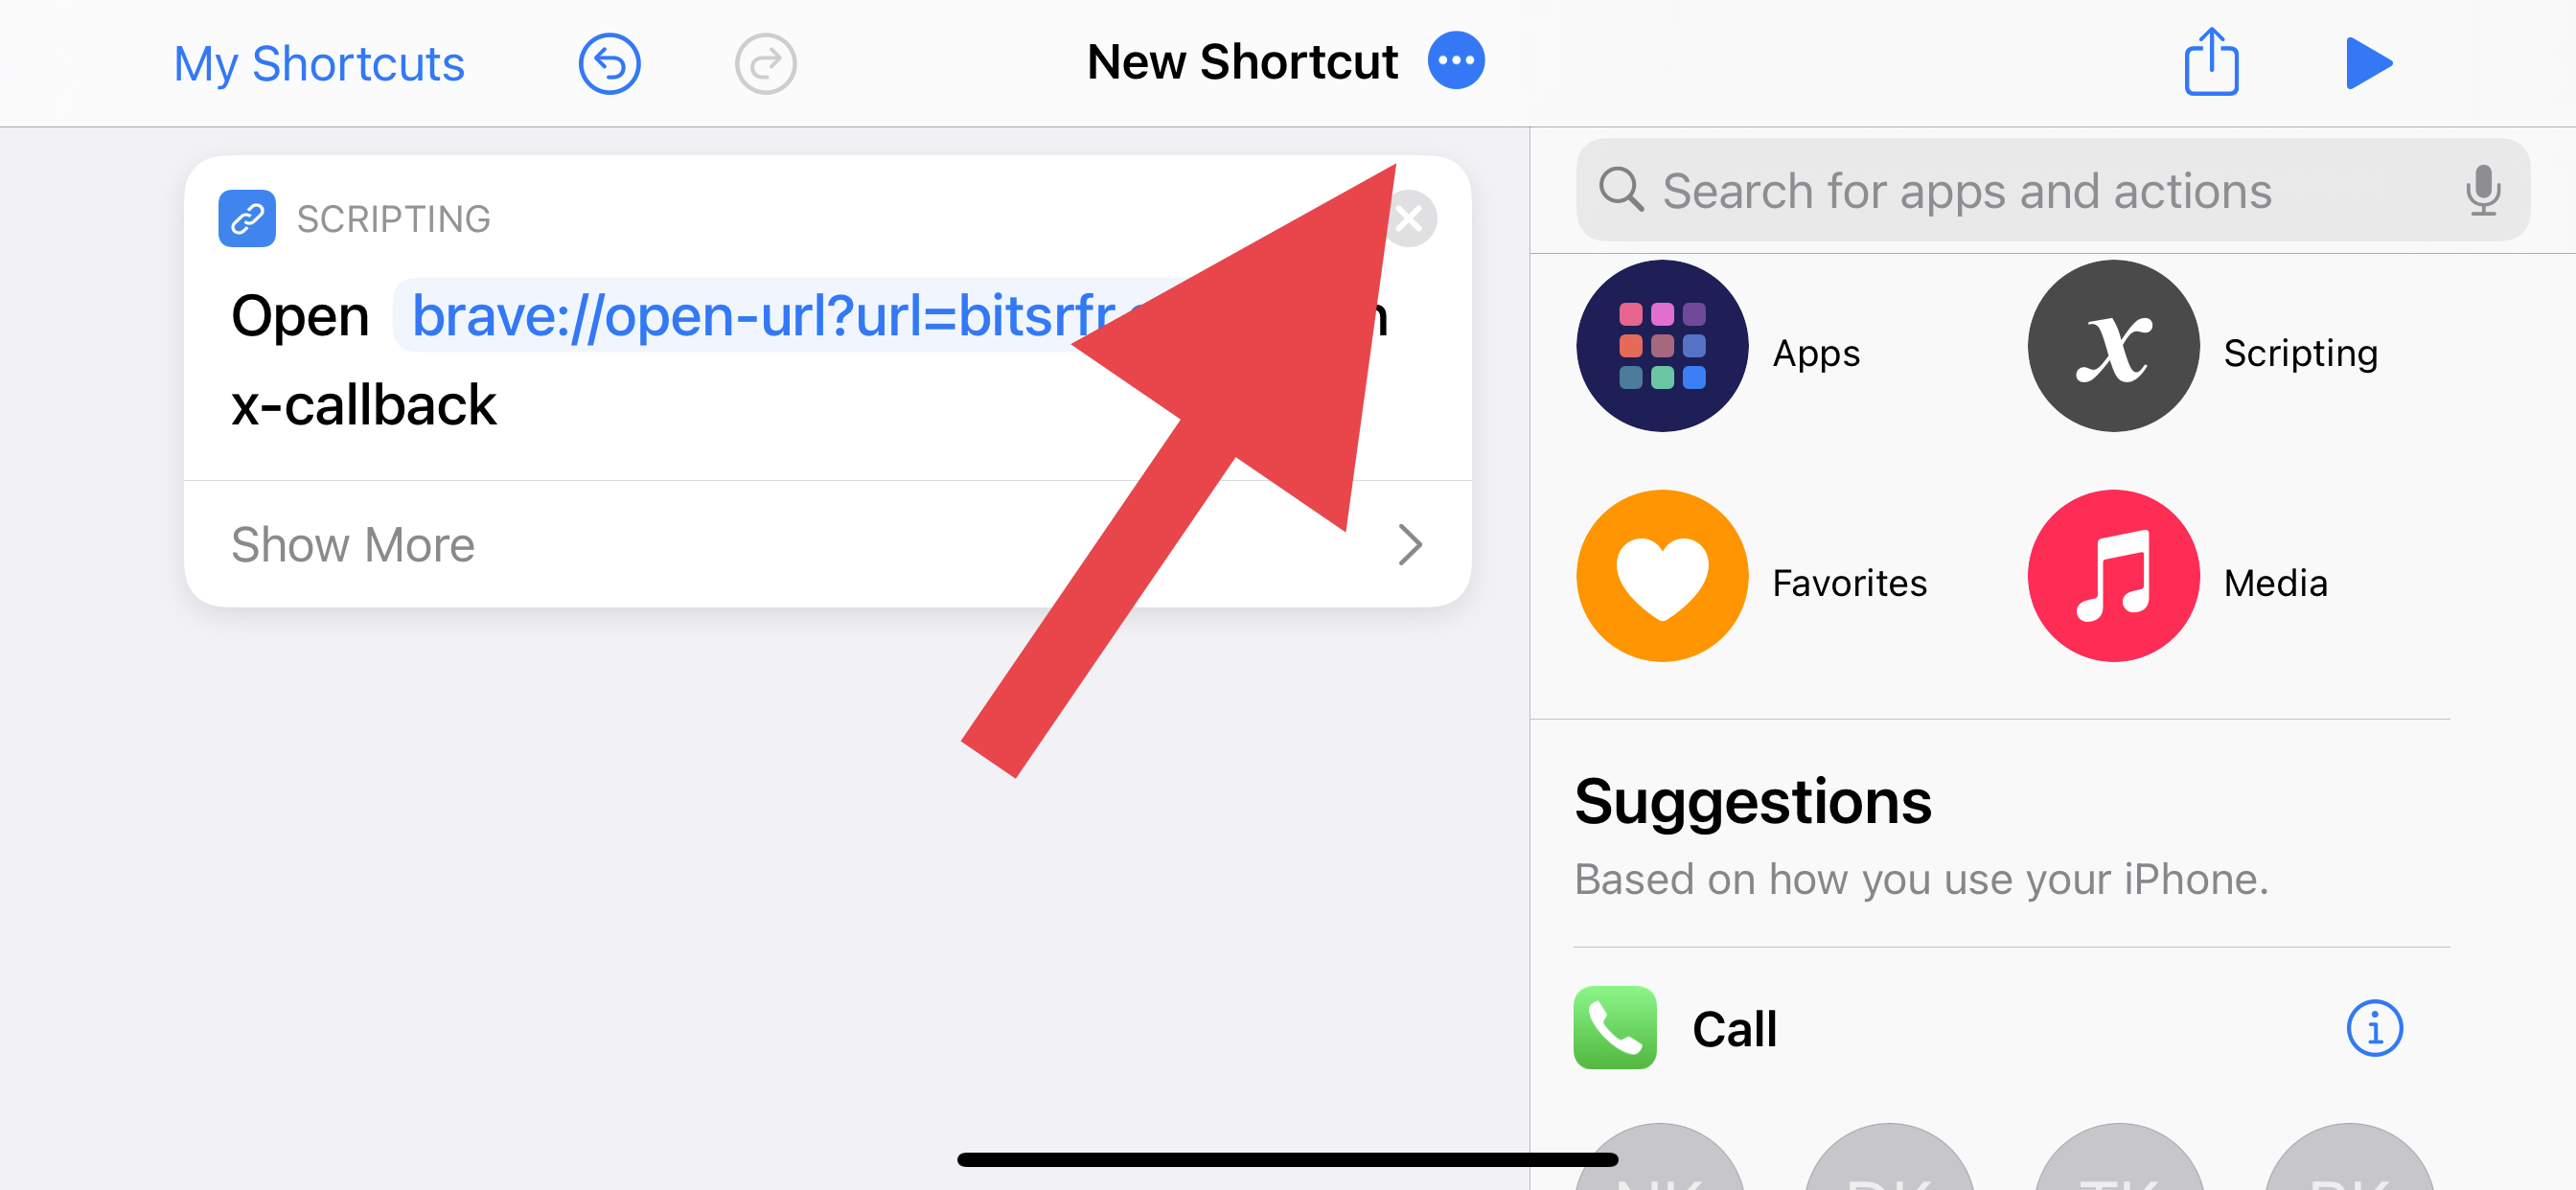 My Shortcuts
New Shortcut
Search for apps and actions
SCRIPTING
Open brave://open-url?url=bitsrfr
x-callback
Show More
Apps
Scripting
Favorites
Media
Suggestions
Based on how you use your iPhone.
Call